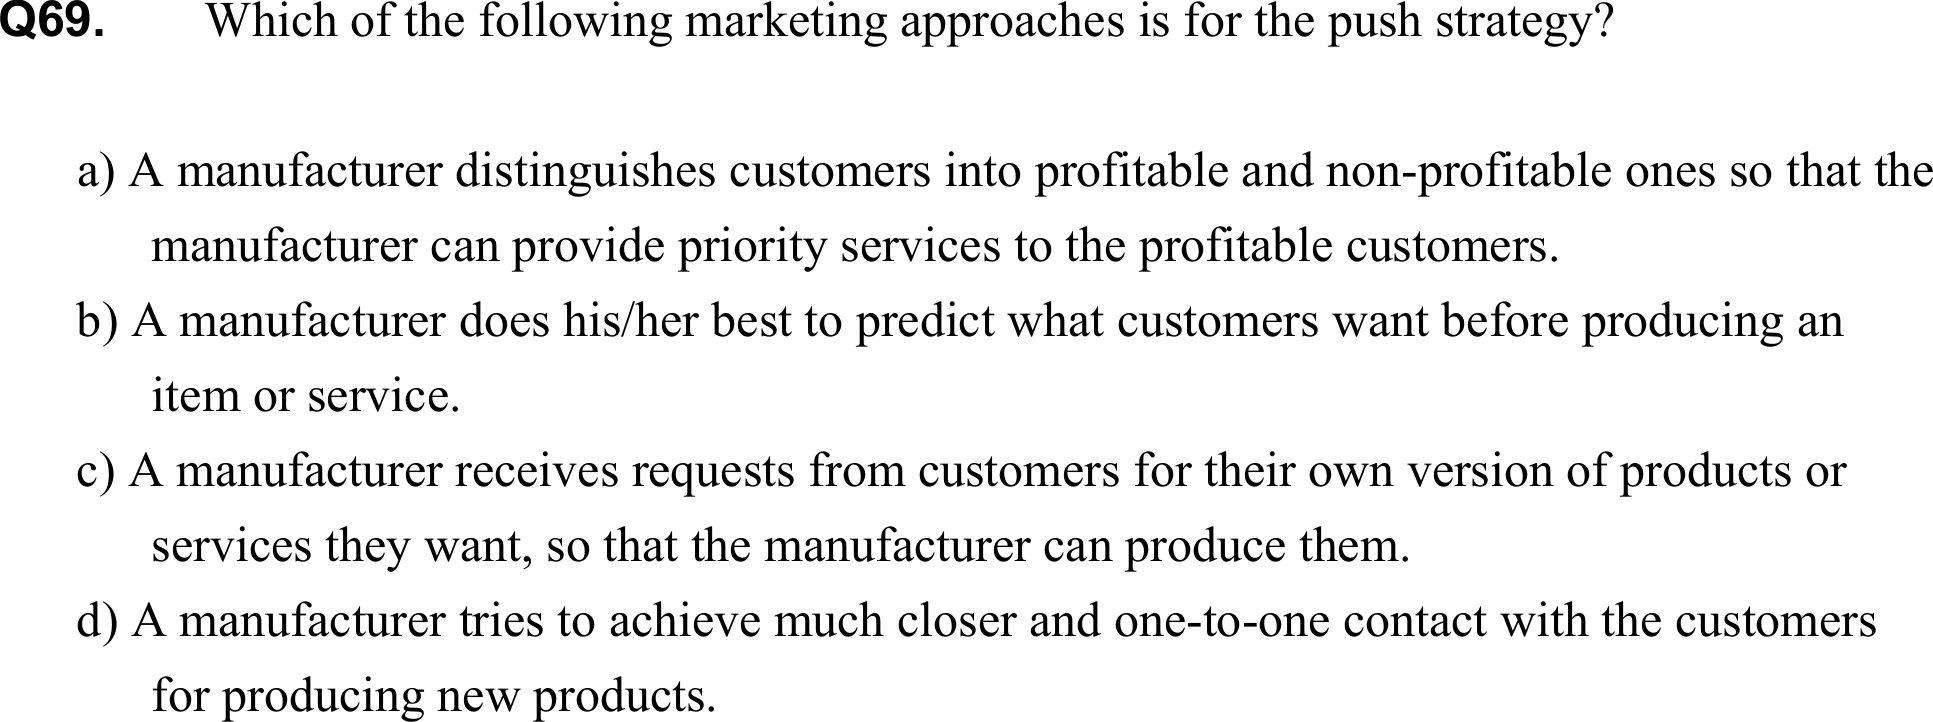 Q69. Which of the following marketing approaches is for the push strategy?
a) A manufacturer distinguishes customers into profitable and non-profitable ones so that the
manufacturer can provide priority services to the profitable customers.
b) A manufacturer does his/her best to predict what customers want before producing an
item or service.
c) A manufacturer receives requests from customers for their own version of products or
services they want, so that the manufacturer can produce them.
d) A manufacturer tries to achieve much closer and one-to-one contact with the customers
for producing new products.